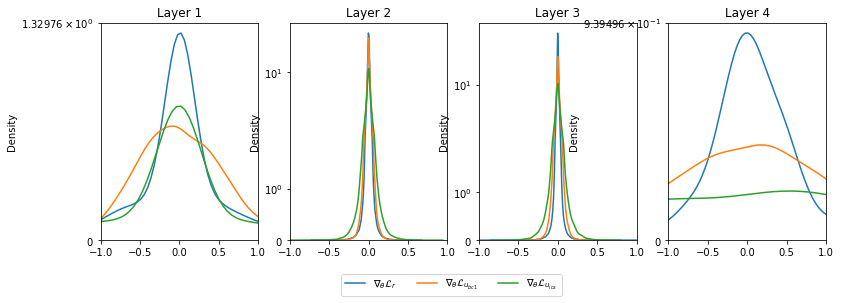 Layer 1 Layer 2 Layer 3 Layer 4
1.32976 × 10⁰ 9.39496 × 10⁻¹
10¹ 10¹
Density Density Density Density
10⁰ 10⁰
0 0 0 0
−1.0 −0.5 0.0 0.5 1.0 −1.0 −0.5 0.0 0.5 1.0 −1.0 −0.5 0.0 0.5 1.0 −1.0 −0.5 0.0 0.5 1.0
∇θℒr ∇θℒu_bc1 ∇θℒu_ics